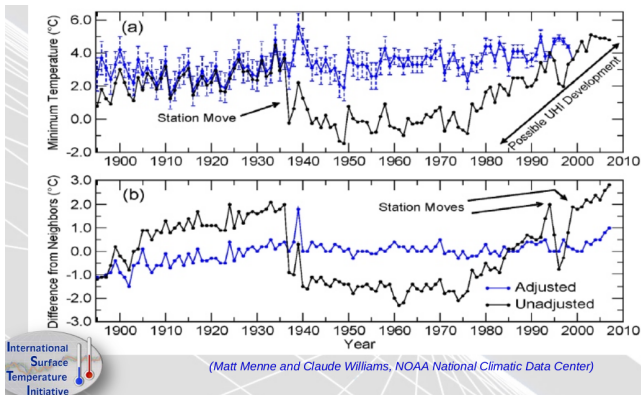 (a)
6.0
4.0
2.0
0.0
-2.0
Minimum Temperature (°C)
Station Move
Possible UHI Development
1900 1910 1920 1930 1940 1950 1960 1970 1980 1990 2000 2010
(b)
3.0
2.0
1.0
0.0
-1.0
-2.0
-3.0
Difference from Neighbors (°C)
Station Moves
Adjusted
Unadjusted
1900 1910 1920 1930 1940 1950 1960 1970 1980 1990 2000 2010
Year
International
Surface
Temperature
Initiative
(Matt Menne and Claude Williams, NOAA National Climatic Data Center)